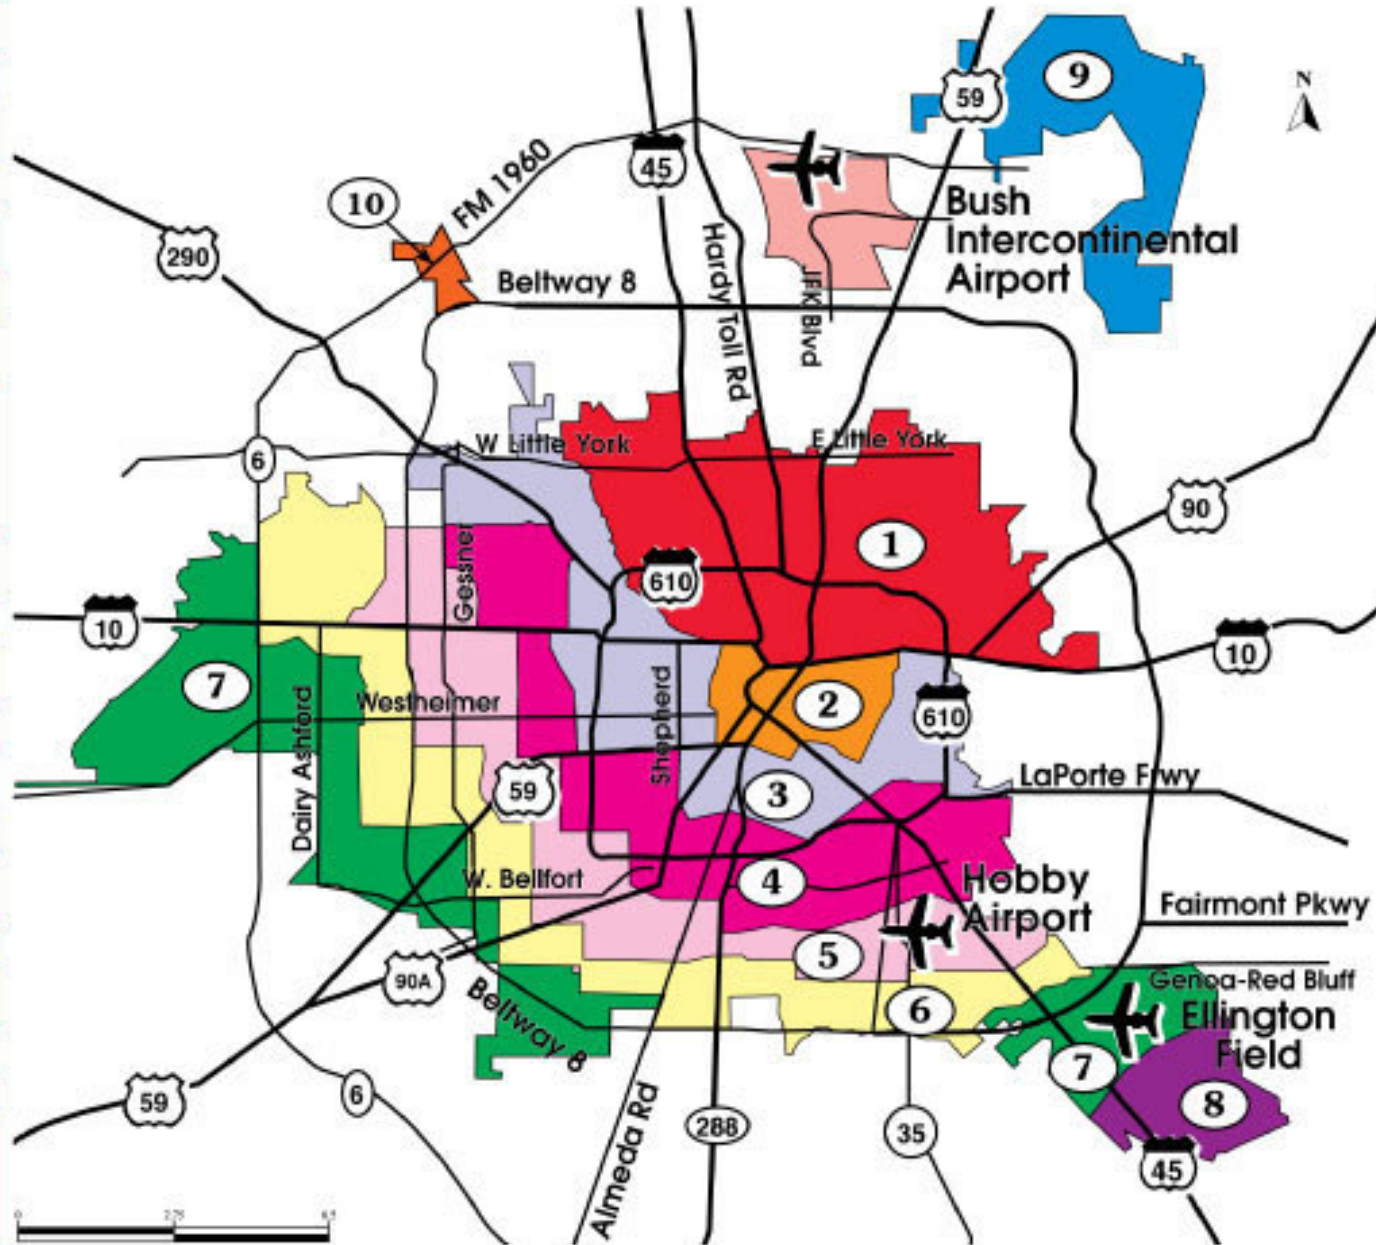 9
59
N
45
FM 1960
10
Bush
Intercontinental
Airport
290
Hardy Toll Rd
JFK Blvd
Beltway 8
W Little York
E Little York
6
90
1
Gessner
610
10
10
7
Westheimer
Shepherd
2
610
Dairy Ashford
59
3
LaPorte Frwy
W. Bellfort
4
Hobby
Airport
Fairmont Pkwy
5
90A
Beltway 8
6
Genoa-Red Bluff
Ellington
Field
7
8
59
6
Almeda Rd
288
35
45
0